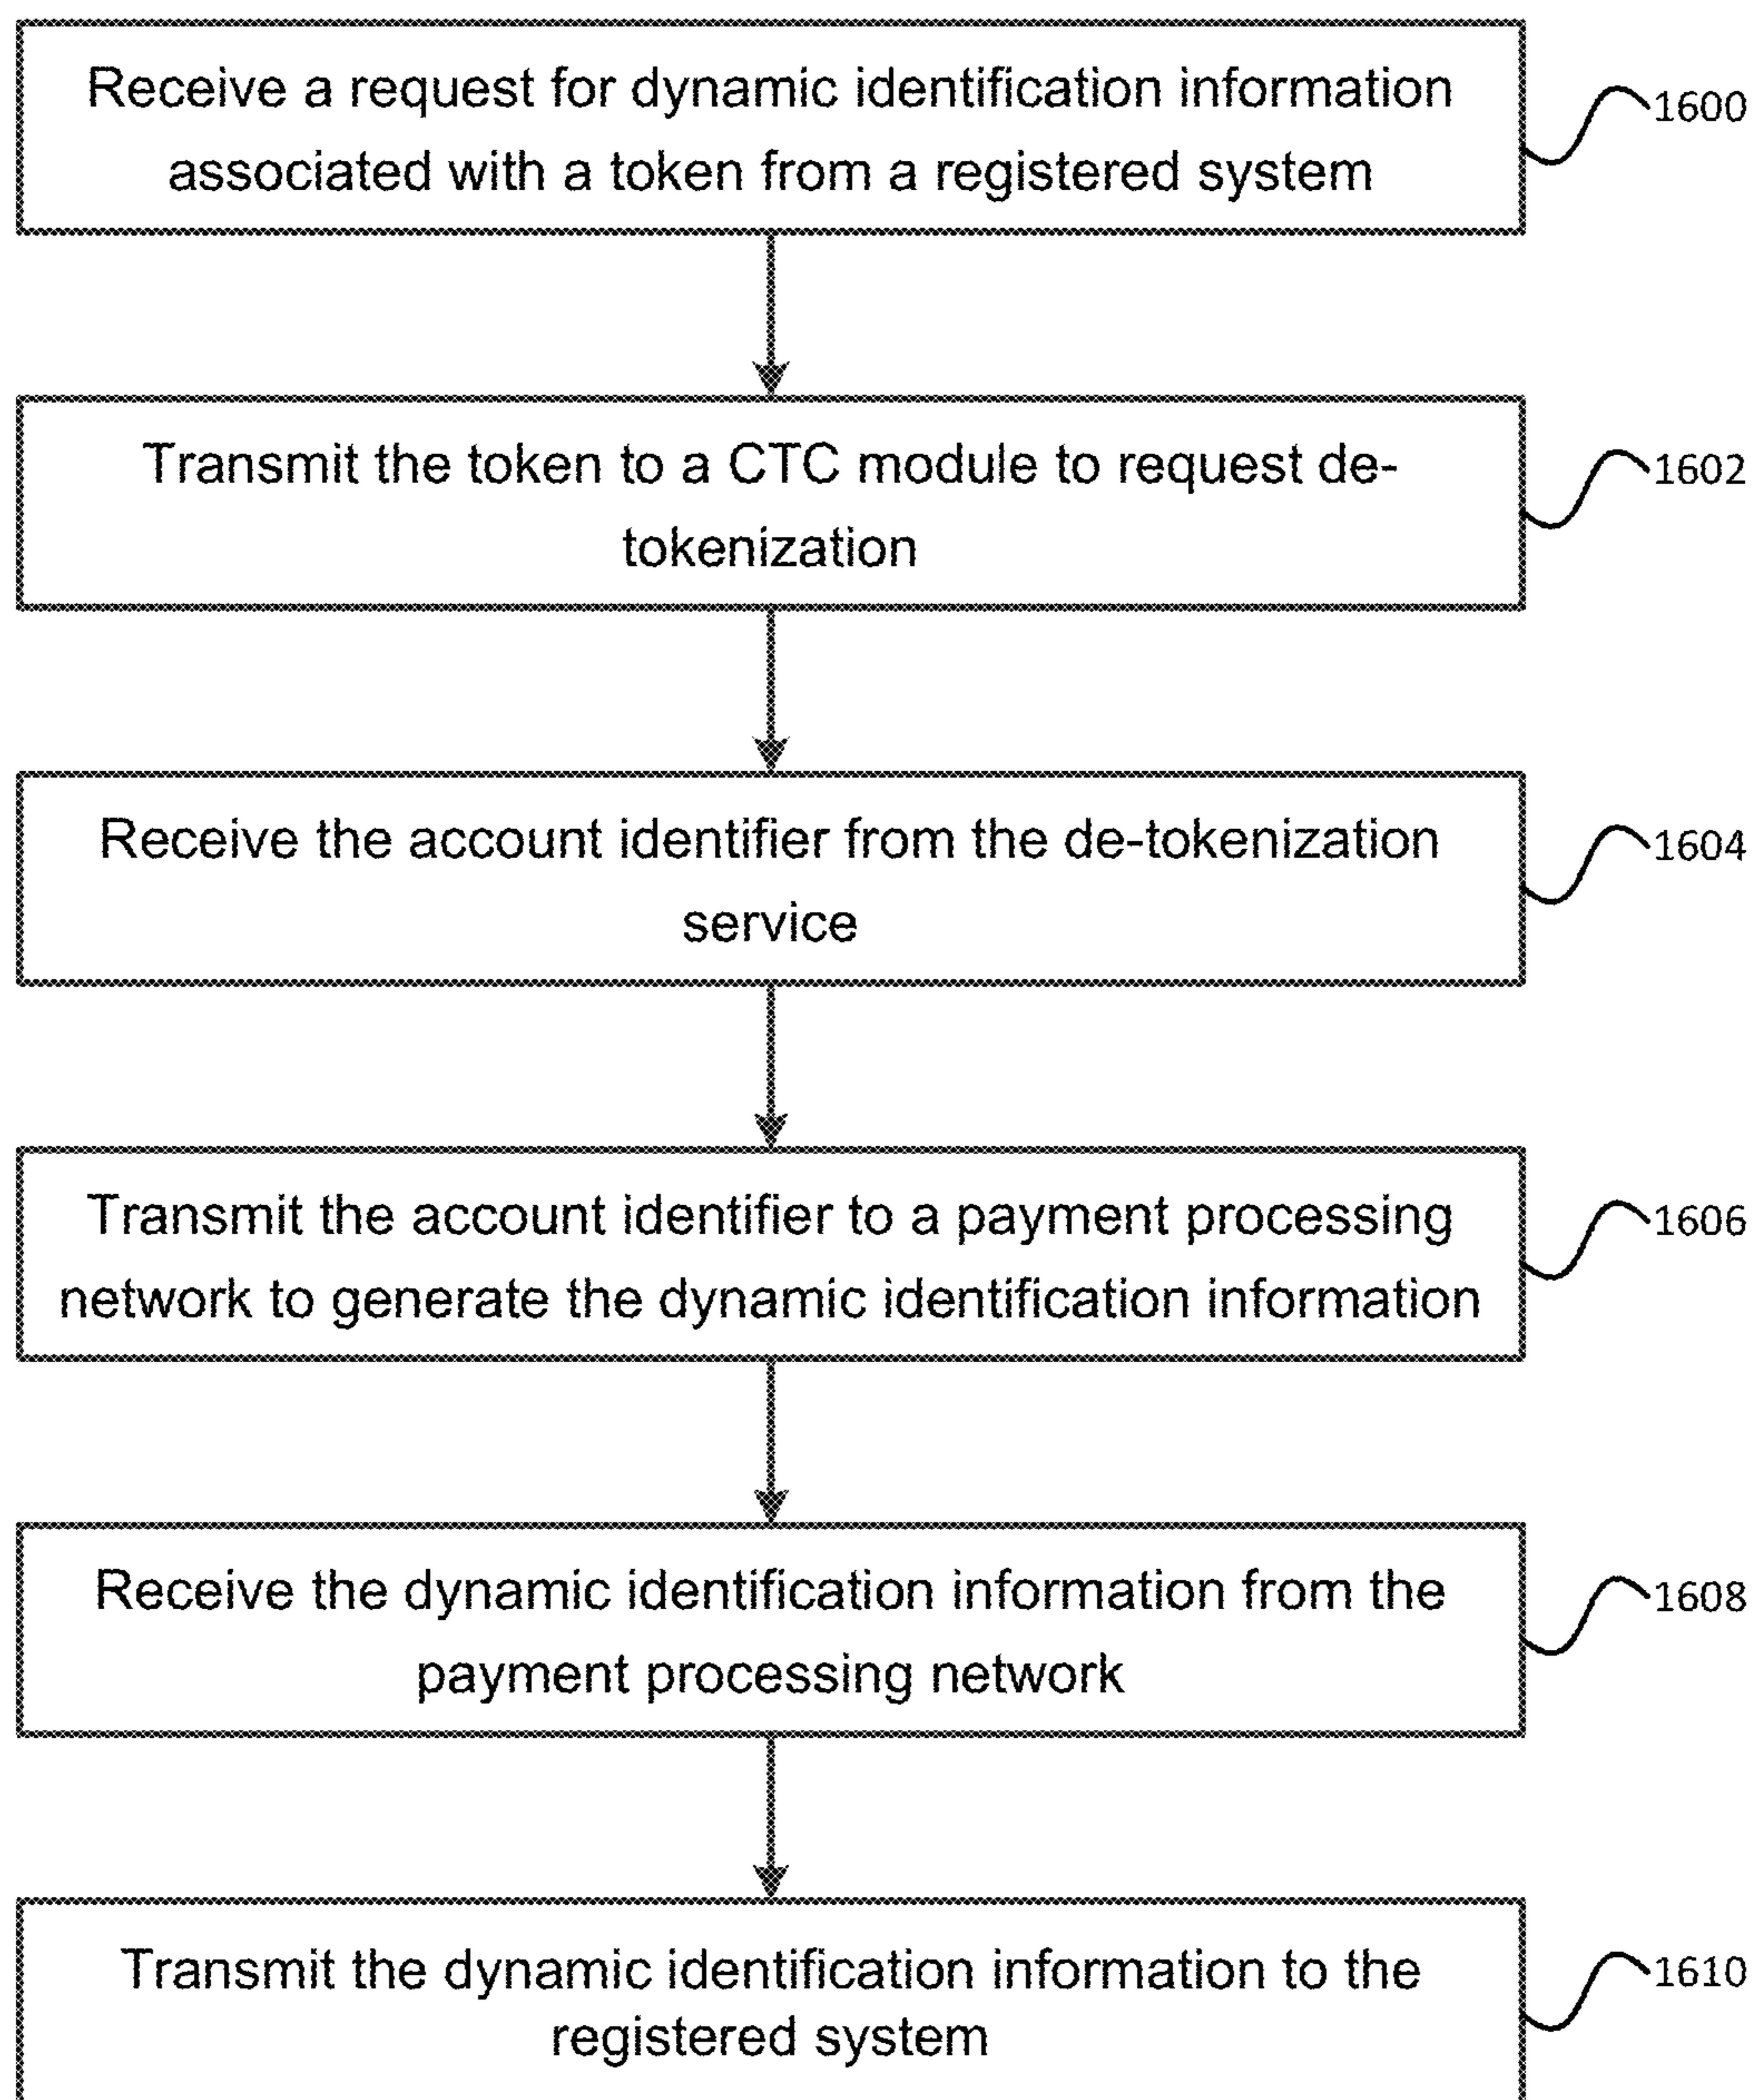 Receive a request for dynamic identification information
associated with a token from a registered system
1600
Transmit the token to a CTC module to request de-
tokenization
1602
Receive the account identifier from the de-tokenization
service
1604
Transmit the account identifier to a payment processing
network to generate the dynamic identification information
1606
Receive the dynamic identification information from the
payment processing network
1608
Transmit the dynamic identification information to the
registered system
1610